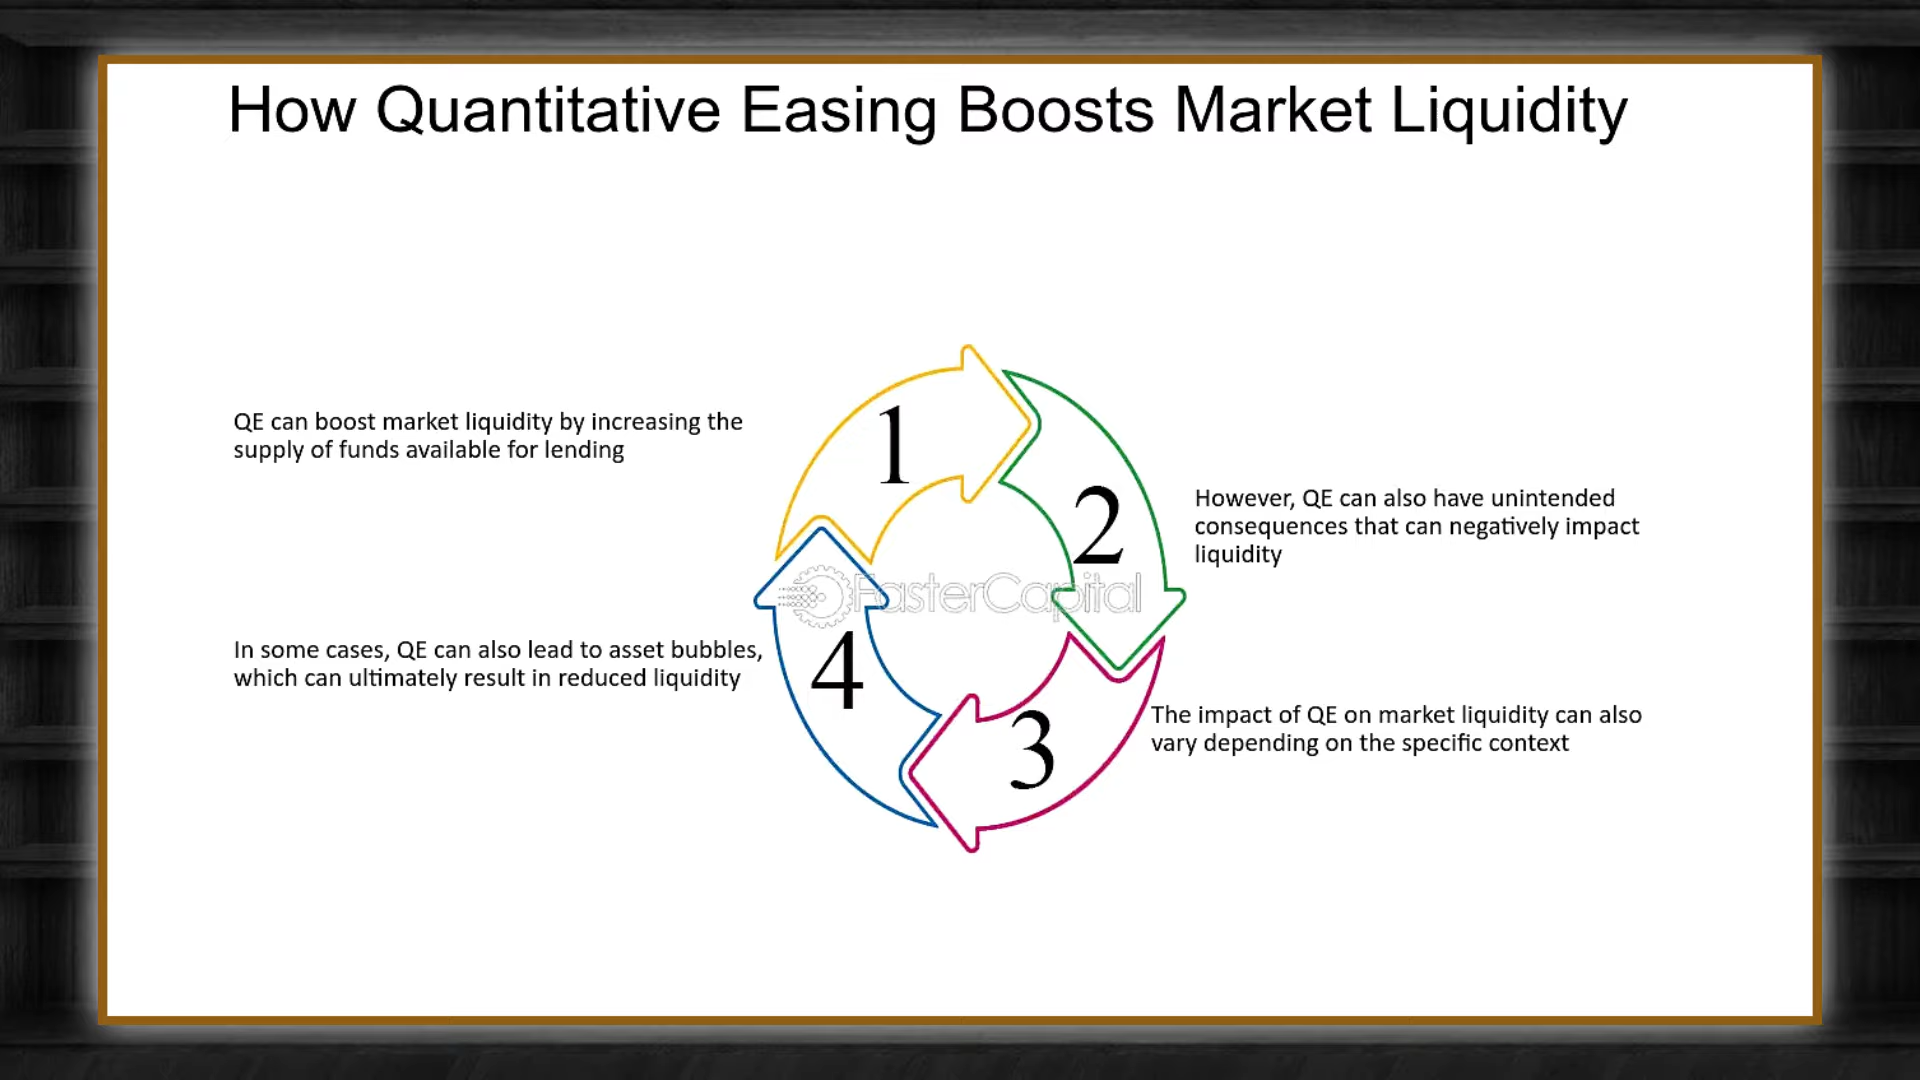 How Quantitative Easing Boosts Market Liquidity
QE can boost market liquidity by increasing the
supply of funds available for lending
1
2
However, QE can also have unintended
consequences that can negatively impact
liquidity
FasterCapital
In some cases, QE can also lead to asset bubbles,
which can ultimately result in reduced liquidity
4
3
The impact of QE on market liquidity can also
vary depending on the specific context